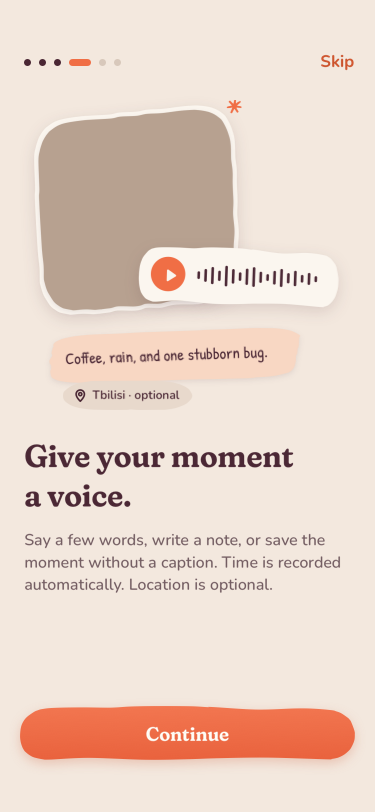 Skip
Coffee, rain, and one stubborn bug.
Tbilisi · optional
Give your moment
a voice.
Say a few words, write a note, or save the
moment without a caption. Time is recorded
automatically. Location is optional.
Continue